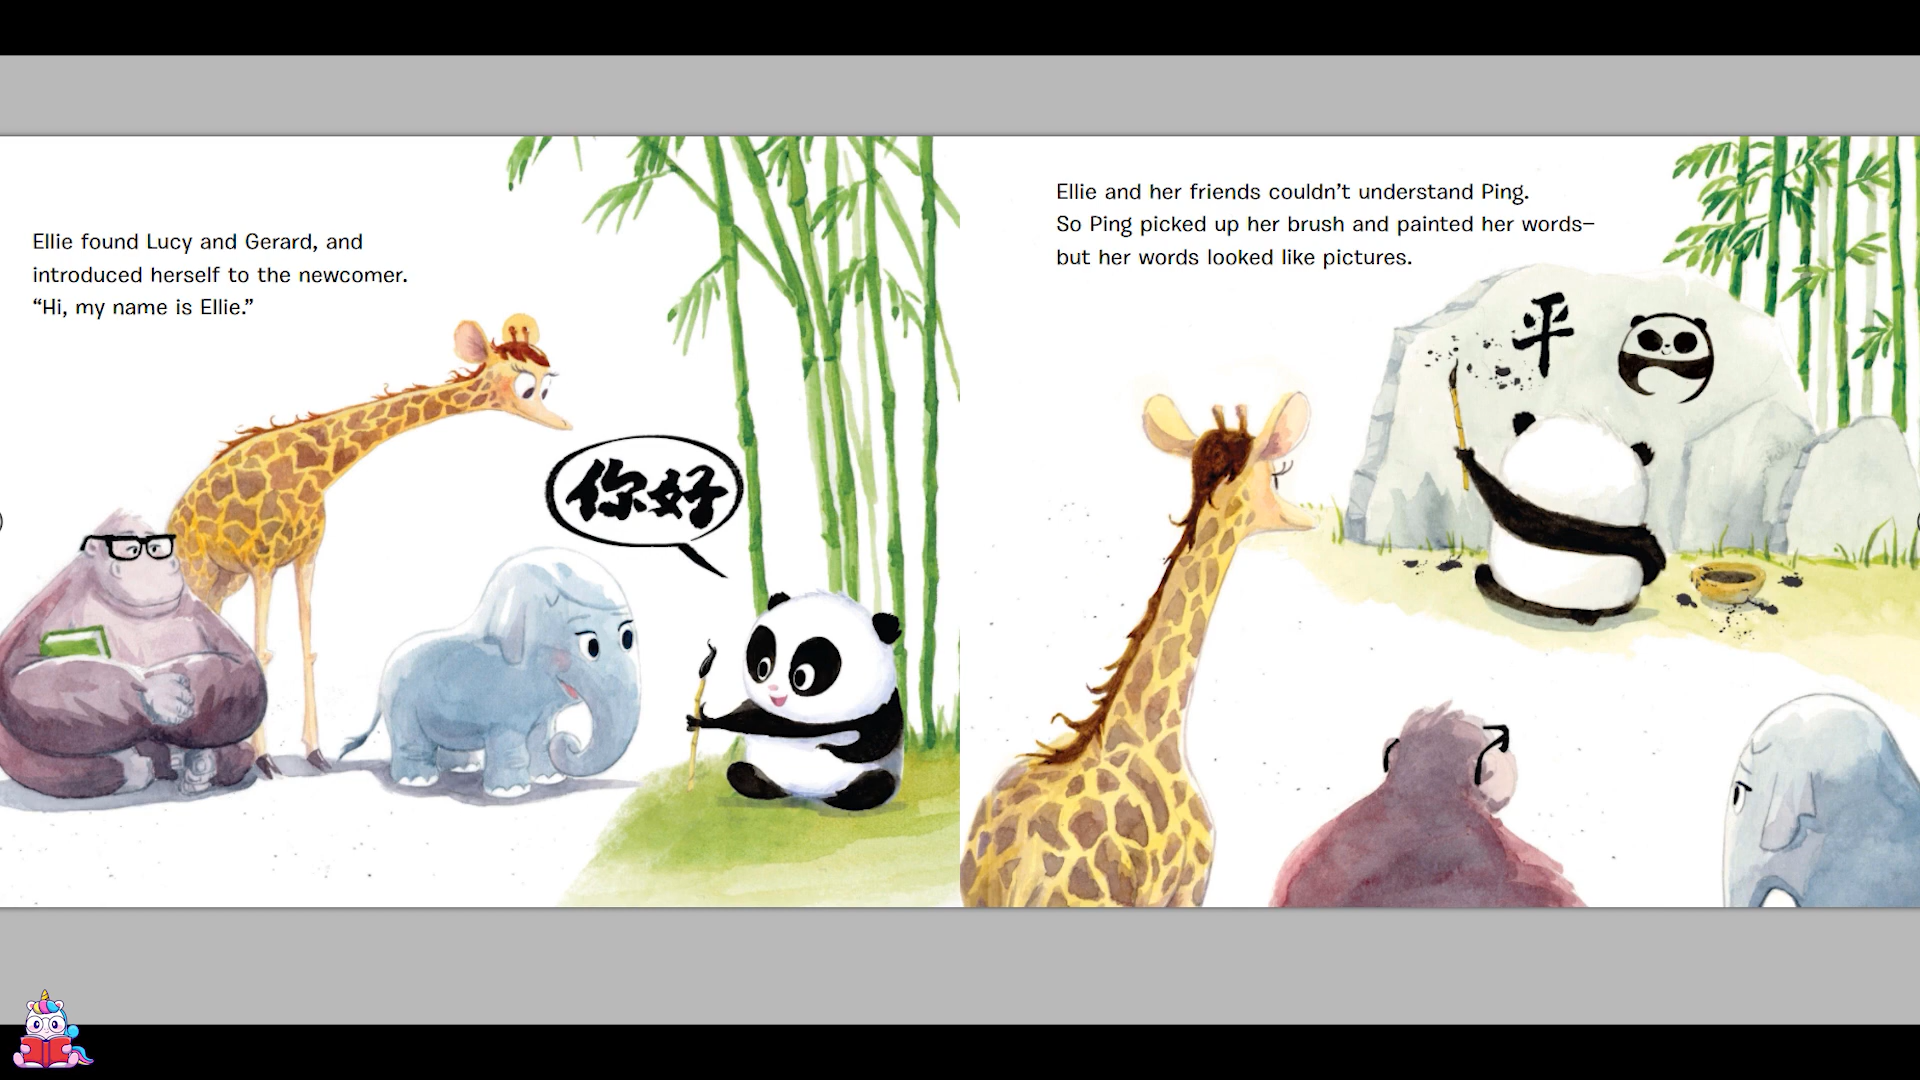 Ellie found Lucy and Gerard, and
introduced herself to the newcomer.
“Hi, my name is Ellie.”
你好
Ellie and her friends couldn’t understand Ping.
So Ping picked up her brush and painted her words—
but her words looked like pictures.
平